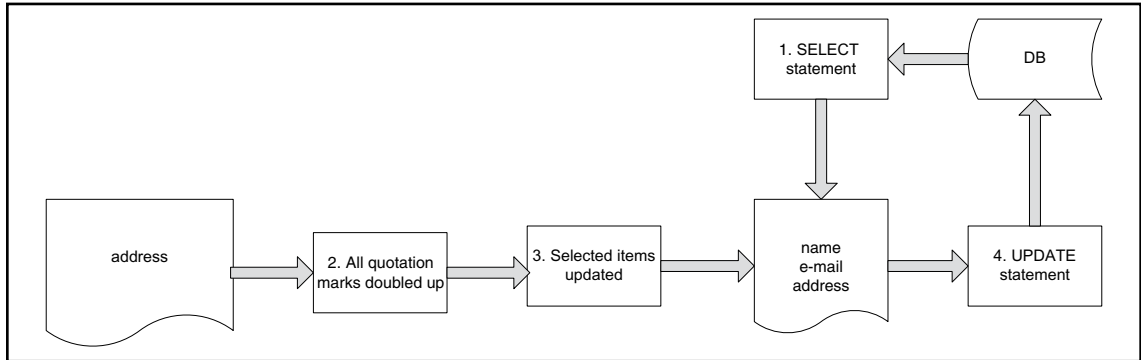 1. SELECT
statement
DB
address
2. All quotation
marks doubled up
3. Selected items
updated
name
e-mail
address
4. UPDATE
statement